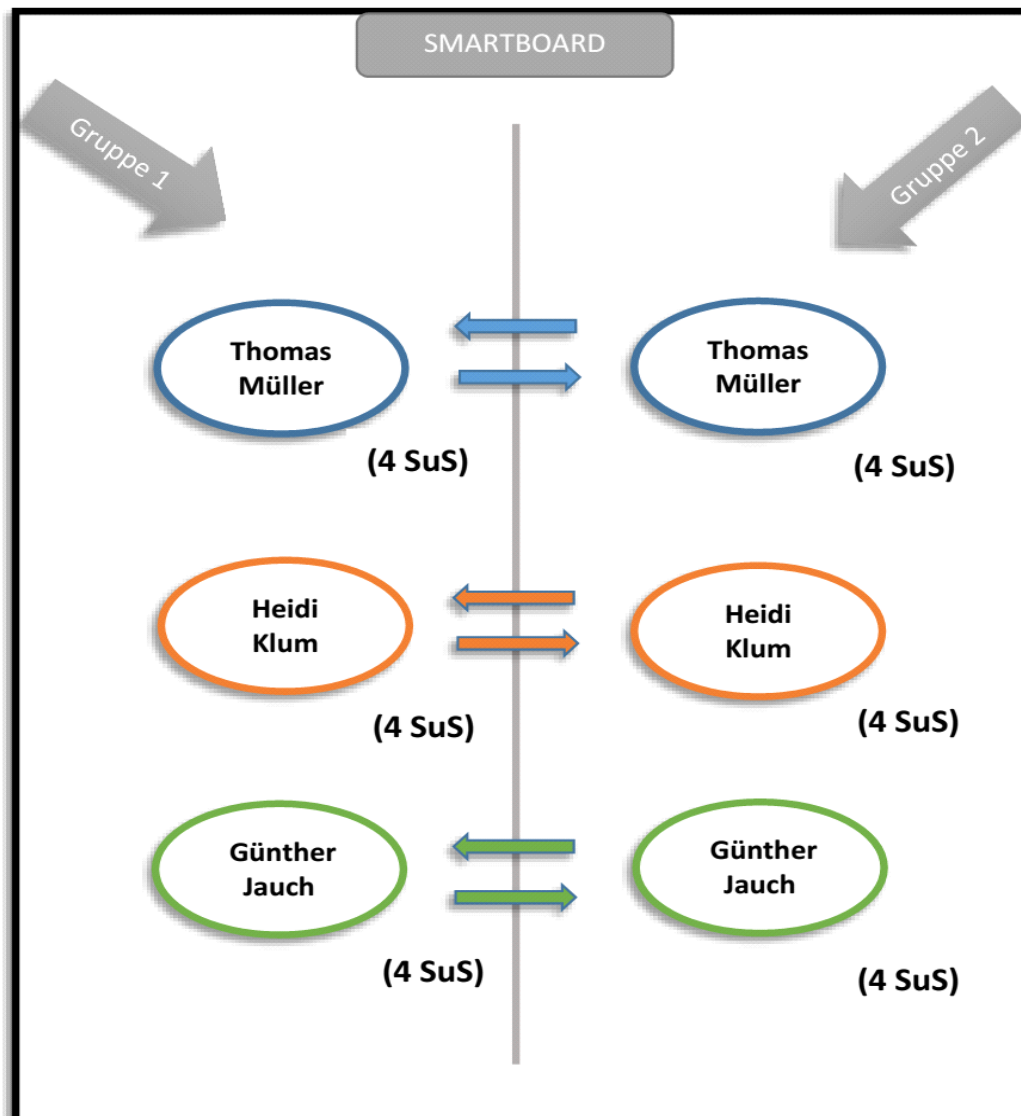 SMARTBOARD
Gruppe 1
Gruppe 2
Thomas
Müller
(4 SuS)
Thomas
Müller
(4 SuS)
Heidi
Klum
(4 SuS)
Heidi
Klum
(4 SuS)
Günther
Jauch
(4 SuS)
Günther
Jauch
(4 SuS)